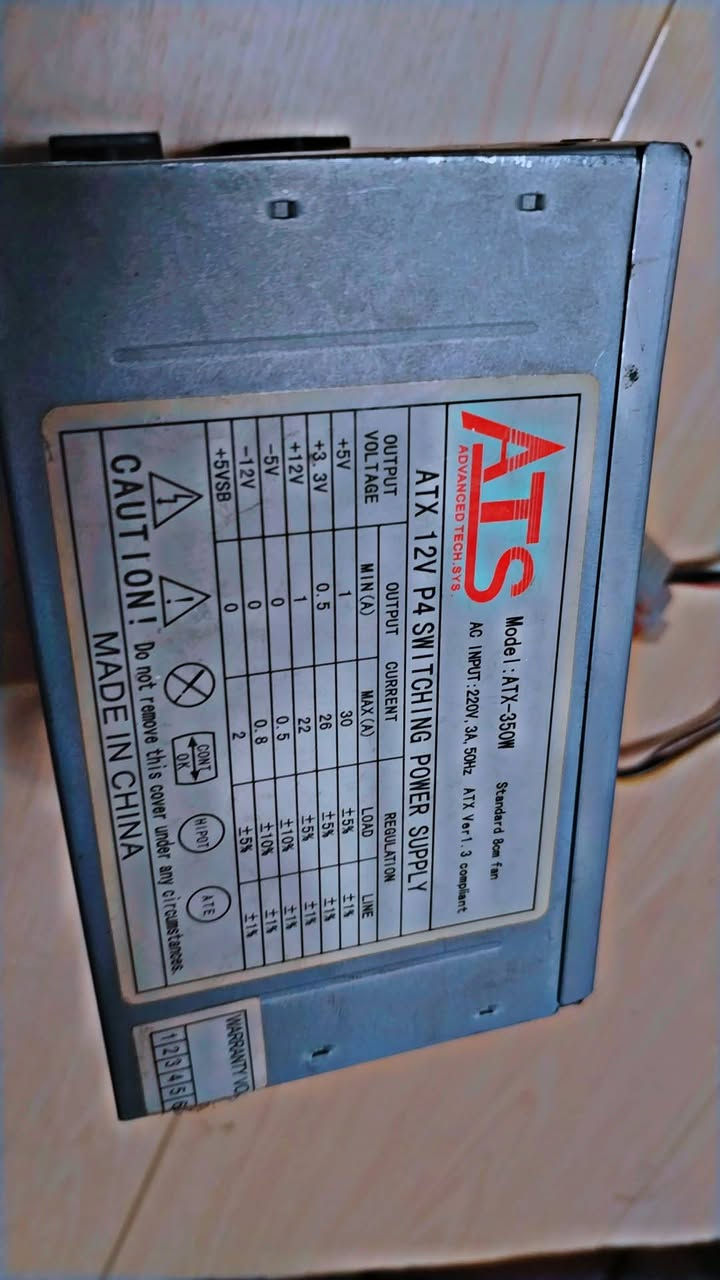 ATS
ADVANCED TECH.SYS.
Model:ATX-350W Standard 8cm fan
AC INPUT:220V,3A,50Hz ATX Ver1.3 compliant
ATX 12V P4 SWITCHING POWER SUPPLY
OUTPUT VOLTAGE OUTPUT CURRENT REGULATION
MIN(A) MAX(A) LOAD LINE
+5V 1 30 ±5% ±1%
+3.3V 0.5 26 ±5% ±1%
+12V 1 22 ±5% ±1%
-5V 0 0.5 ±10% ±1%
-12V 0 0.8 ±10% ±1%
+5VSB 0 2 ±5% ±1%
CONT OK HIPOT ATE
CAUTION! Do not remove this cover under any circumstances.
MADE IN CHINA
WARRANTY VO
1 2 3 4 5 6